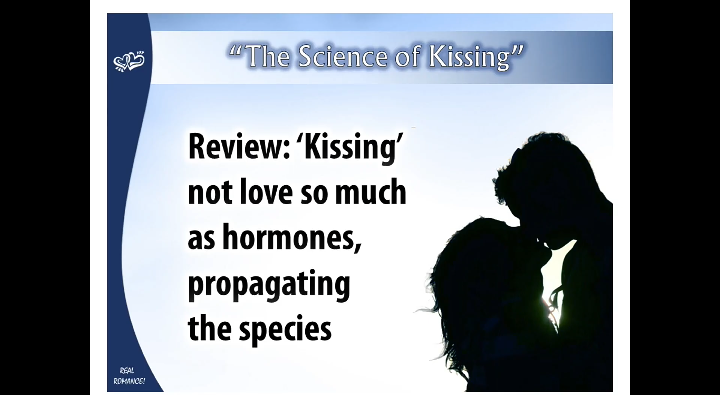 “The Science of Kissing”
Review: ‘Kissing’
not love so much
as hormones,
propagating
the species
REAL
ROMANCE!